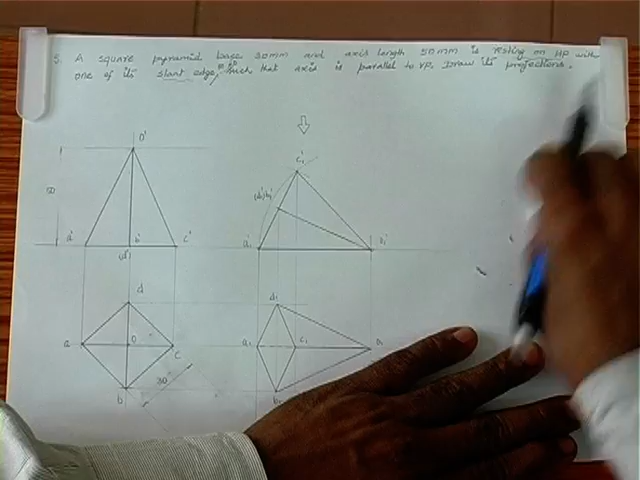 5. A square pyramid base 30mm and axis length 50mm is resting on HP with
one of its slant edge, such that axis is parallel to VP. Draw its projections.
o'
c1'
50
a' b' c'
(d')
a1' o1'
d d1
a o c a1 c1 o1
30
b b1